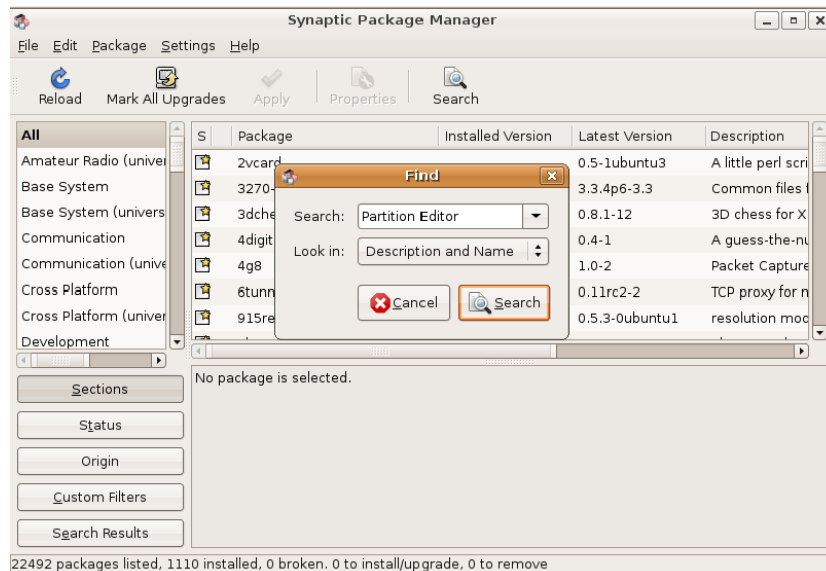 Synaptic Package Manager
File Edit Package Settings Help
Reload Mark All Upgrades Apply Properties Search
All
Amateur Radio (univer
Base System
Base System (univers
Communication
Communication (unive
Cross Platform
Cross Platform (univer
Development
S Package Installed Version Latest Version Description
2vcard 0.5-1ubuntu3 A little perl scri
3270- 3.3.4p6-3.3 Common files f
3dche 0.8.1-12 3D chess for X
4digit 0.4-1 A guess-the-nu
4g8 1.0-2 Packet Capture
6tunn 0.11rc2-2 TCP proxy for n
915re 0.5.3-0ubuntu1 resolution mod
Find
Search: Partition Editor
Look in: Description and Name
Cancel Search
No package is selected.
Sections
Status
Origin
Custom Filters
Search Results
22492 packages listed, 1110 installed, 0 broken. 0 to install/upgrade, 0 to remove